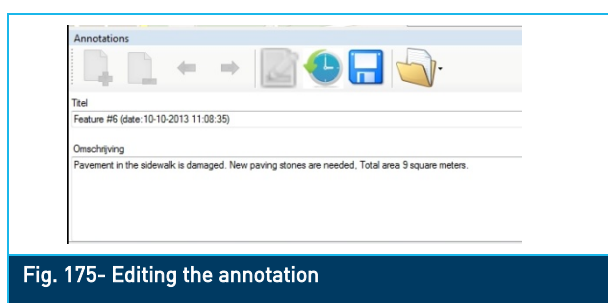 Annotations
Titel
Feature #6 (date:10-10-2013 11:08:35)
Omschrijving
Pavement in the sidewalk is damaged. New paving stones are needed, Total area 9 square meters.
Fig. 175- Editing the annotation